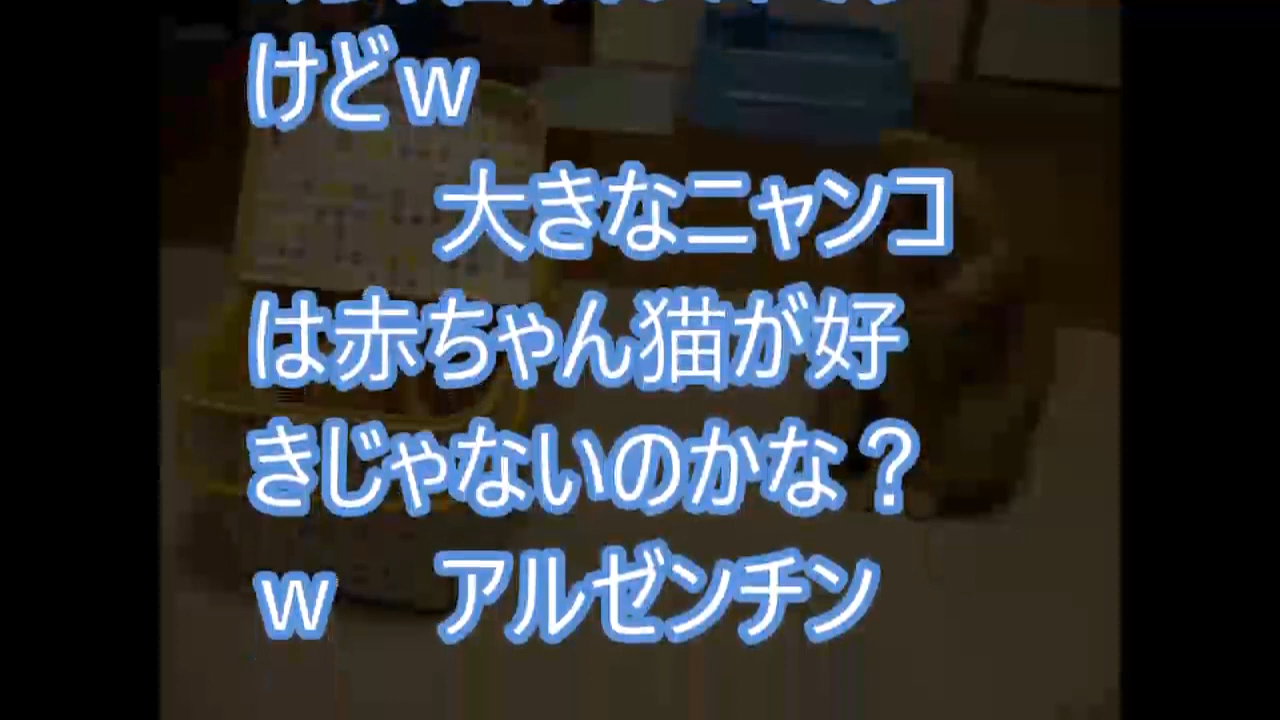 けどw
大きなニャンコ
は赤ちゃん猫が好
きじゃないのかな？
w　アルゼンチン